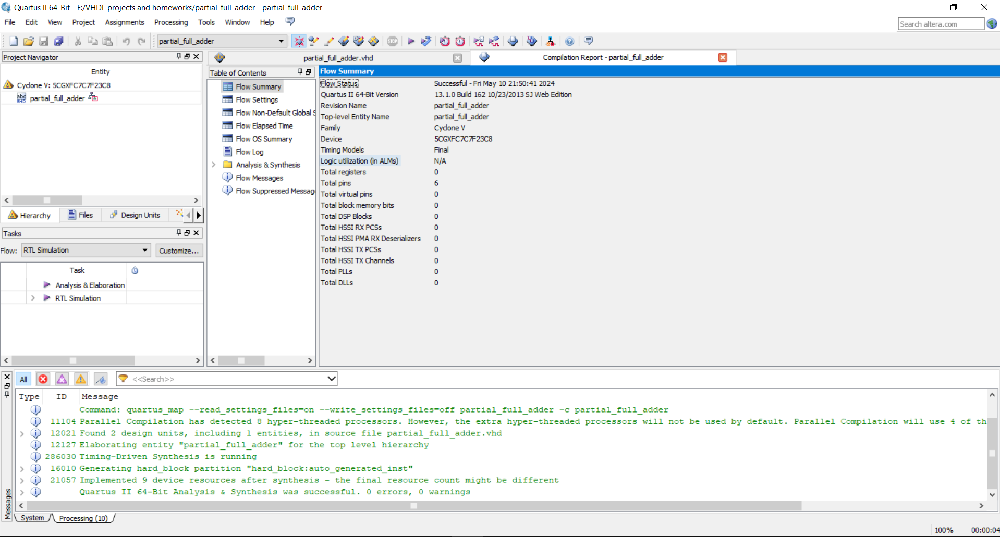 Quartus II 64-Bit - F:/VHDL projects and homeworks/partial_full_adder - partial_full_adder
File Edit View Project Assignments Processing Tools Window Help
Search altera.com
partial_full_adder
STOP
Project Navigator
Entity
Cyclone V: 5CGXFC7C7F23C8
abd
VHD
partial_full_adder
Hierarchy Files Design Units
Tasks
Flow: RTL Simulation Customize...
Task
Analysis & Elaboration
RTL Simulation
partial_full_adder.vhd
Compilation Report - partial_full_adder
Table of Contents
Flow Summary
Flow Settings
Flow Non-Default Global S
Flow Elapsed Time
Flow OS Summary
Flow Log
Analysis & Synthesis
Flow Messages
Flow Suppressed Messag
Flow Summary
Flow Status Successful - Fri May 10 21:50:41 2024
Quartus II 64-Bit Version 13.1.0 Build 162 10/23/2013 SJ Web Edition
Revision Name partial_full_adder
Top-level Entity Name partial_full_adder
Family Cyclone V
Device 5CGXFC7C7F23C8
Timing Models Final
Logic utilization (in ALMs) N/A
Total registers 0
Total pins 6
Total virtual pins 0
Total block memory bits 0
Total DSP Blocks 0
Total HSSI RX PCSs 0
Total HSSI PMA RX Deserializers 0
Total HSSI TX PCSs 0
Total HSSI TX Channels 0
Total PLLs 0
Total DLLs 0
All
<<Search>>
Type ID Message
Command: quartus_map --read_settings_files=on --write_settings_files=off partial_full_adder -c partial_full_adder
11104 Parallel Compilation has detected 8 hyper-threaded processors. However, the extra hyper-threaded processors will not be used by default. Parallel Compilation will use 4 of th
12021 Found 2 design units, including 1 entities, in source file partial_full_adder.vhd
12127 Elaborating entity "partial_full_adder" for the top level hierarchy
286030 Timing-Driven Synthesis is running
16010 Generating hard_block partition "hard_block:auto_generated_inst"
21057 Implemented 9 device resources after synthesis - the final resource count might be different
Quartus II 64-Bit Analysis & Synthesis was successful. 0 errors, 0 warnings
Messages
System Processing (10)
100% 00:00:04